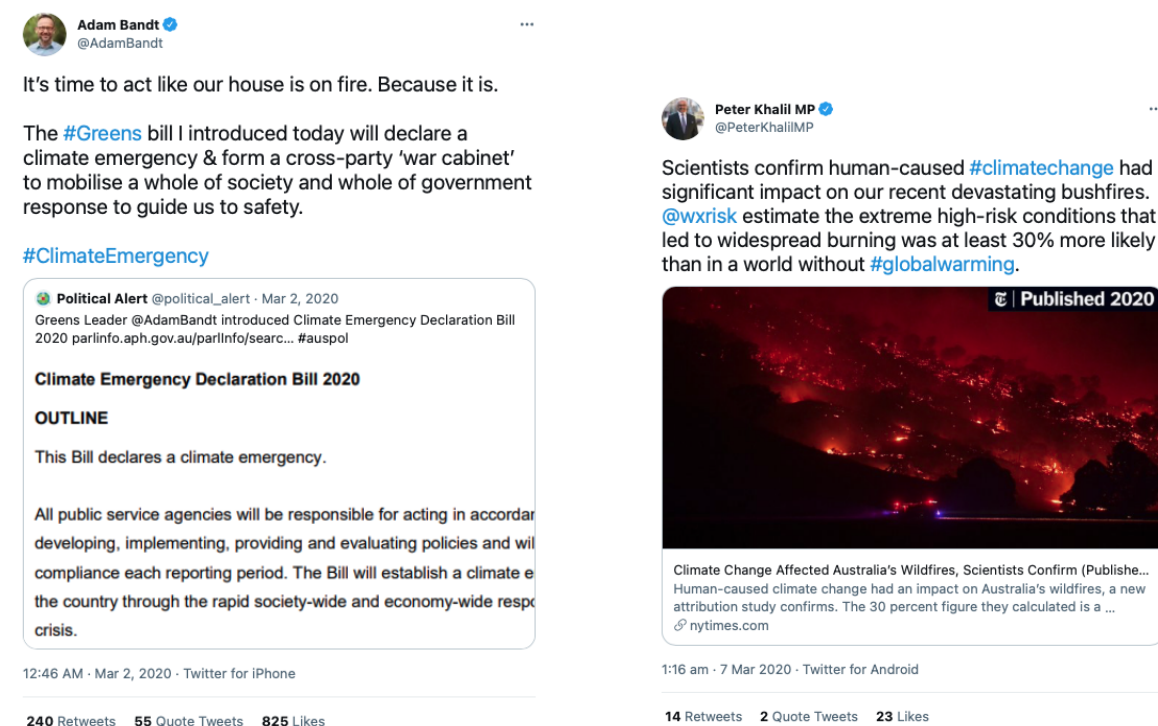 Adam Bandt
@AdamBandt
It's time to act like our house is on fire. Because it is.
The #Greens bill I introduced today will declare a
climate emergency & form a cross-party 'war cabinet'
to mobilise a whole of society and whole of government
response to guide us to safety.
#ClimateEmergency
Political Alert @political_alert · Mar 2, 2020
Greens Leader @AdamBandt introduced Climate Emergency Declaration Bill
2020 parlinfo.aph.gov.au/parlInfo/searc... #auspol
Climate Emergency Declaration Bill 2020
OUTLINE
This Bill declares a climate emergency.
All public service agencies will be responsible for acting in accordan
developing, implementing, providing and evaluating policies and wil
compliance each reporting period. The Bill will establish a climate e
the country through the rapid society-wide and economy-wide respo
crisis.
12:46 AM · Mar 2, 2020 · Twitter for iPhone
240 Retweets 55 Quote Tweets 825 Likes
Peter Khalil MP
@PeterKhalilMP
Scientists confirm human-caused #climatechange had
significant impact on our recent devastating bushfires.
@wxrisk estimate the extreme high-risk conditions that
led to widespread burning was at least 30% more likely
than in a world without #globalwarming.
T | Published 2020
Climate Change Affected Australia's Wildfires, Scientists Confirm (Publishe...
Human-caused climate change had an impact on Australia's wildfires, a new
attribution study confirms. The 30 percent figure they calculated is a ...
nytimes.com
1:16 am · 7 Mar 2020 · Twitter for Android
14 Retweets 2 Quote Tweets 23 Likes